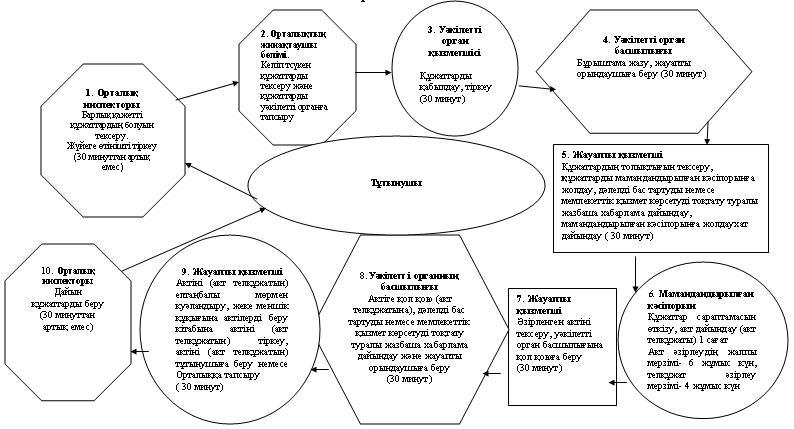 1. Орталық
инспекторы
Барлық қажетті
құжаттардың болуын
тексеру.
Жүйеге өтінішті тіркеу
(30 минуттан артық
емес)
2. Орталықтың
жинақтаушы
бөлімі.
Келіп түскен
құжаттарды
тексеру және
құжаттарды
уәкілетті органға
тапсыру
3. Уәкілетті
орган
қызметшісі
Құжаттарды
қабылдау, тіркеу
(30 минут)
4. Уәкілетті орган
басшылығы
Бұрыштама жазу, жауапты
орындаушыға беру (30 минут)
5. Жауапты қызметші
Құжаттардың толықтығын тексеру,
құжаттарды мамандандырылған кәсіпорынға
жолдау, дәлелді бас тартуды немесе
мемлекеттік қызмет көрсетуді тоқтату туралы
жазбаша хабарлама дайындау,
мамандандырылған кәсіпорынға жолдаухат
дайындау ( 30 минут)
Тұтынушы
6. Мамандандырылған
кәсіпорын
Құжаттар сараптамасын
өткізу, акт дайындау (акт
телқұжаты) 1 сағат
Акт әзірлеудің жалпы
мерзімі- 6 жұмыс күн,
телқұжат әзірлеу
мерзімі- 4 жұмыс күн
7. Жауапты
қызметші
Әзірленген актіні
тексеру, уәкілетті
орган басшылығына
қол қоюға беру
(30 минут)
8. Уәкілетті органның
басшылығы
Актіге қол қою (акт
телқұжатына), дәлелді бас
тартуды немесе мемлекеттік
қызмет көрсетуді тоқтату
туралы жазбаша хабарлама
дайындау және жауапты
орындаушыға беру
(30 минут)
9. Жауапты қызметші
Актіні (акт телқұжатын)
елтаңбалы мөрмен
куәландыру, жеке меншік
құқығына актілерді беру
кітабына актіні (акт
телқұжатын) тіркеу,
актіні (акт телқұжатын)
тұтынушыға беру немесе
Орталыққа тапсыру
( 30 минут)
10. Орталық
инспекторы
Дайын
құжаттарды беру
(30 минуттан
артық емес)